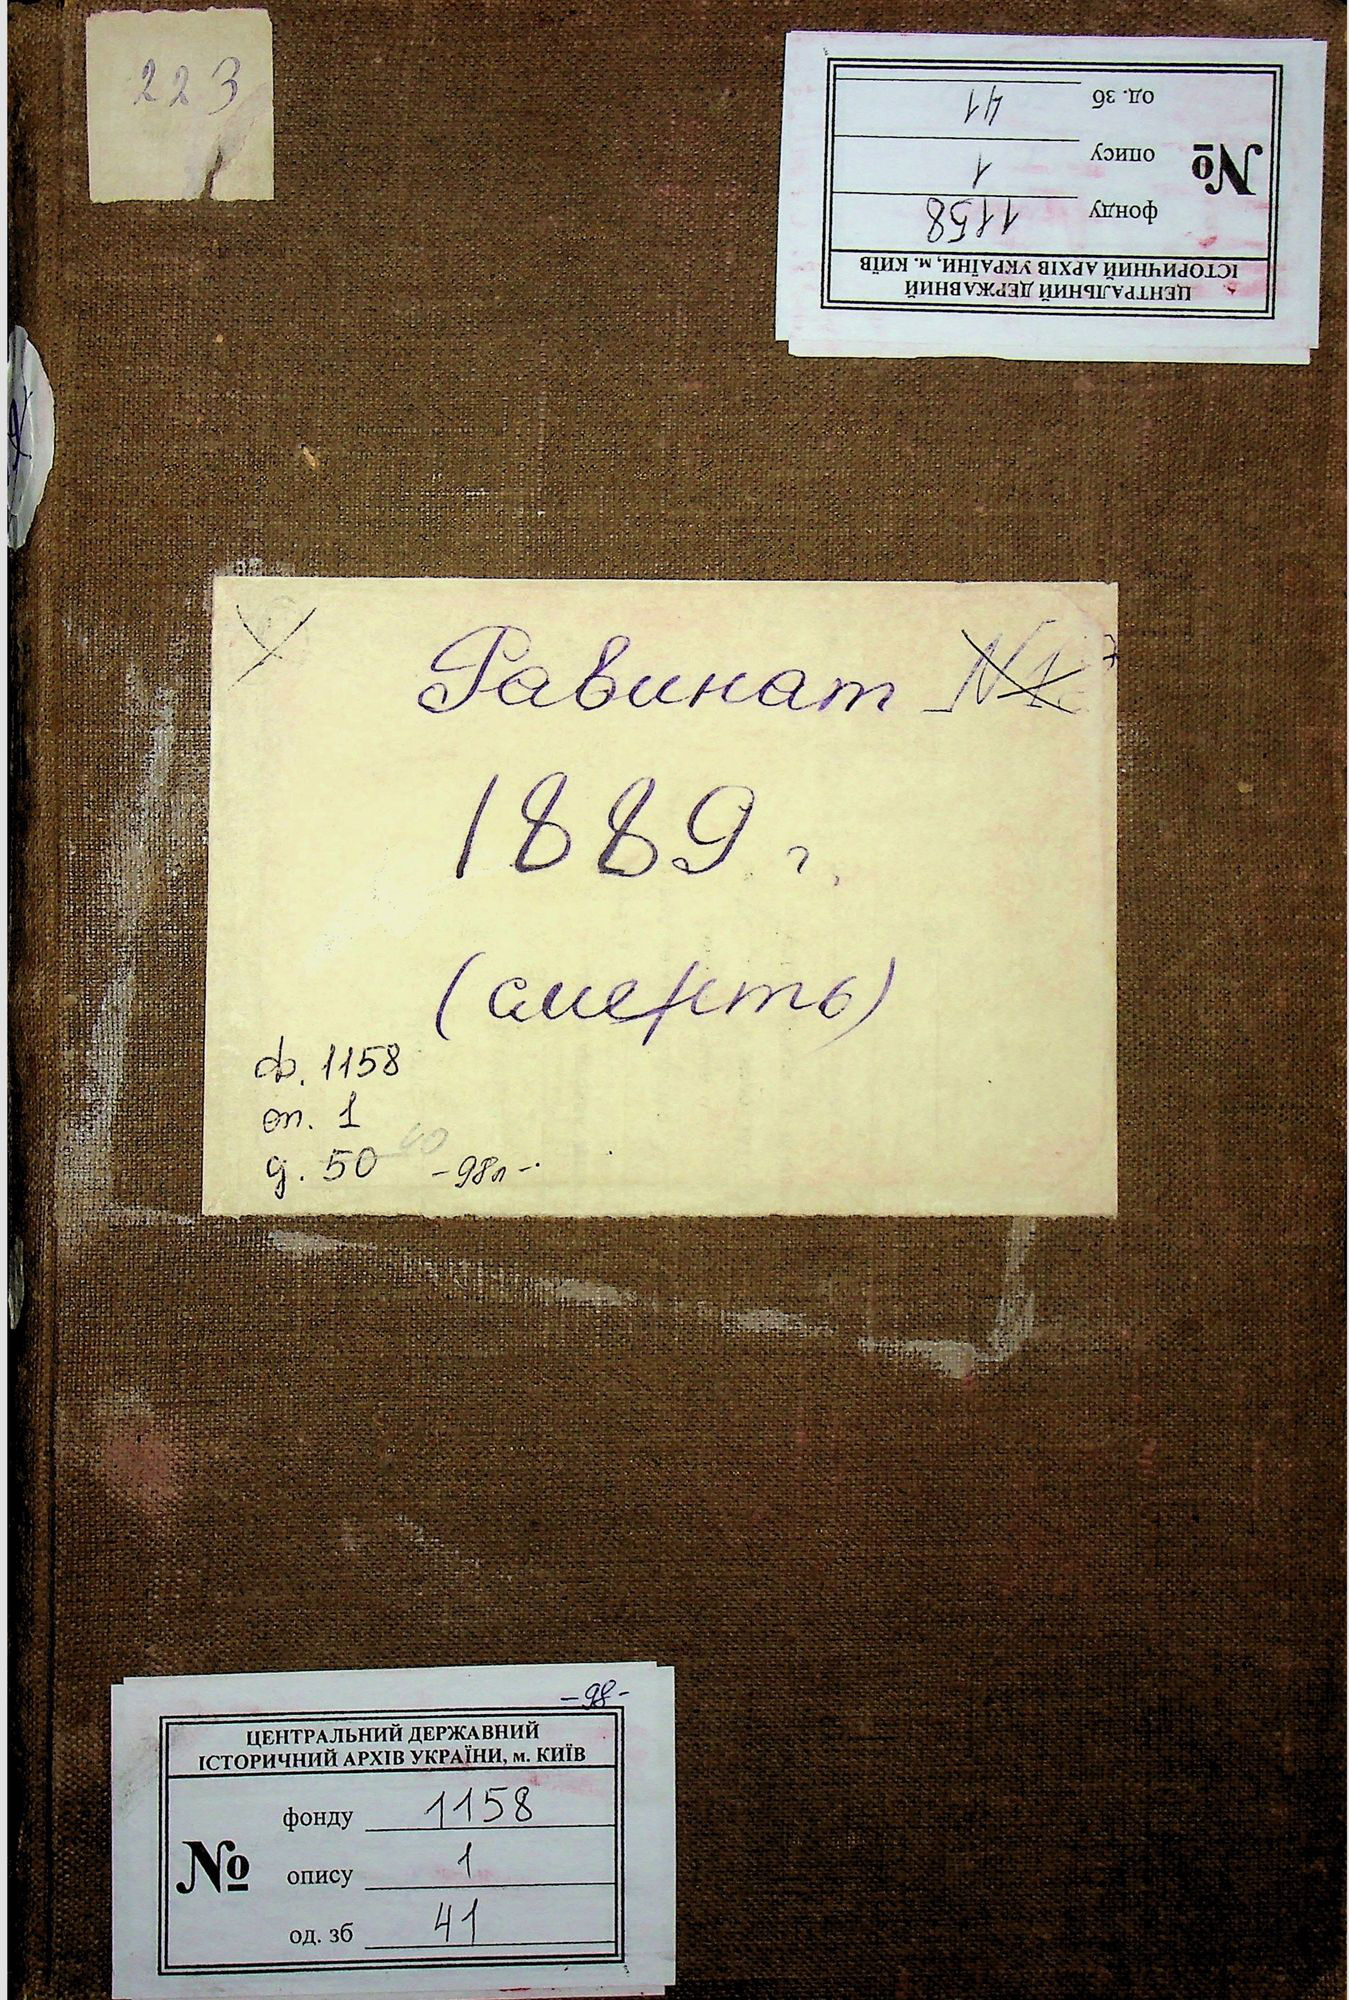 223
ЦЕНТРАЛЬНИЙ ДЕРЖАВНИЙ
ІСТОРИЧНИЙ АРХІВ УКРАЇНИ, м. КИЇВ
№
фонду 1158
опису 1
од. зб 41
Равинат
1889 г.
(смерть)
ф. 1158
оп. 1
д. 50 -98л-
-98-
ЦЕНТРАЛЬНИЙ ДЕРЖАВНИЙ
ІСТОРИЧНИЙ АРХІВ УКРАЇНИ, м. КИЇВ
фонду 1158
№
опису 1
од. зб 41